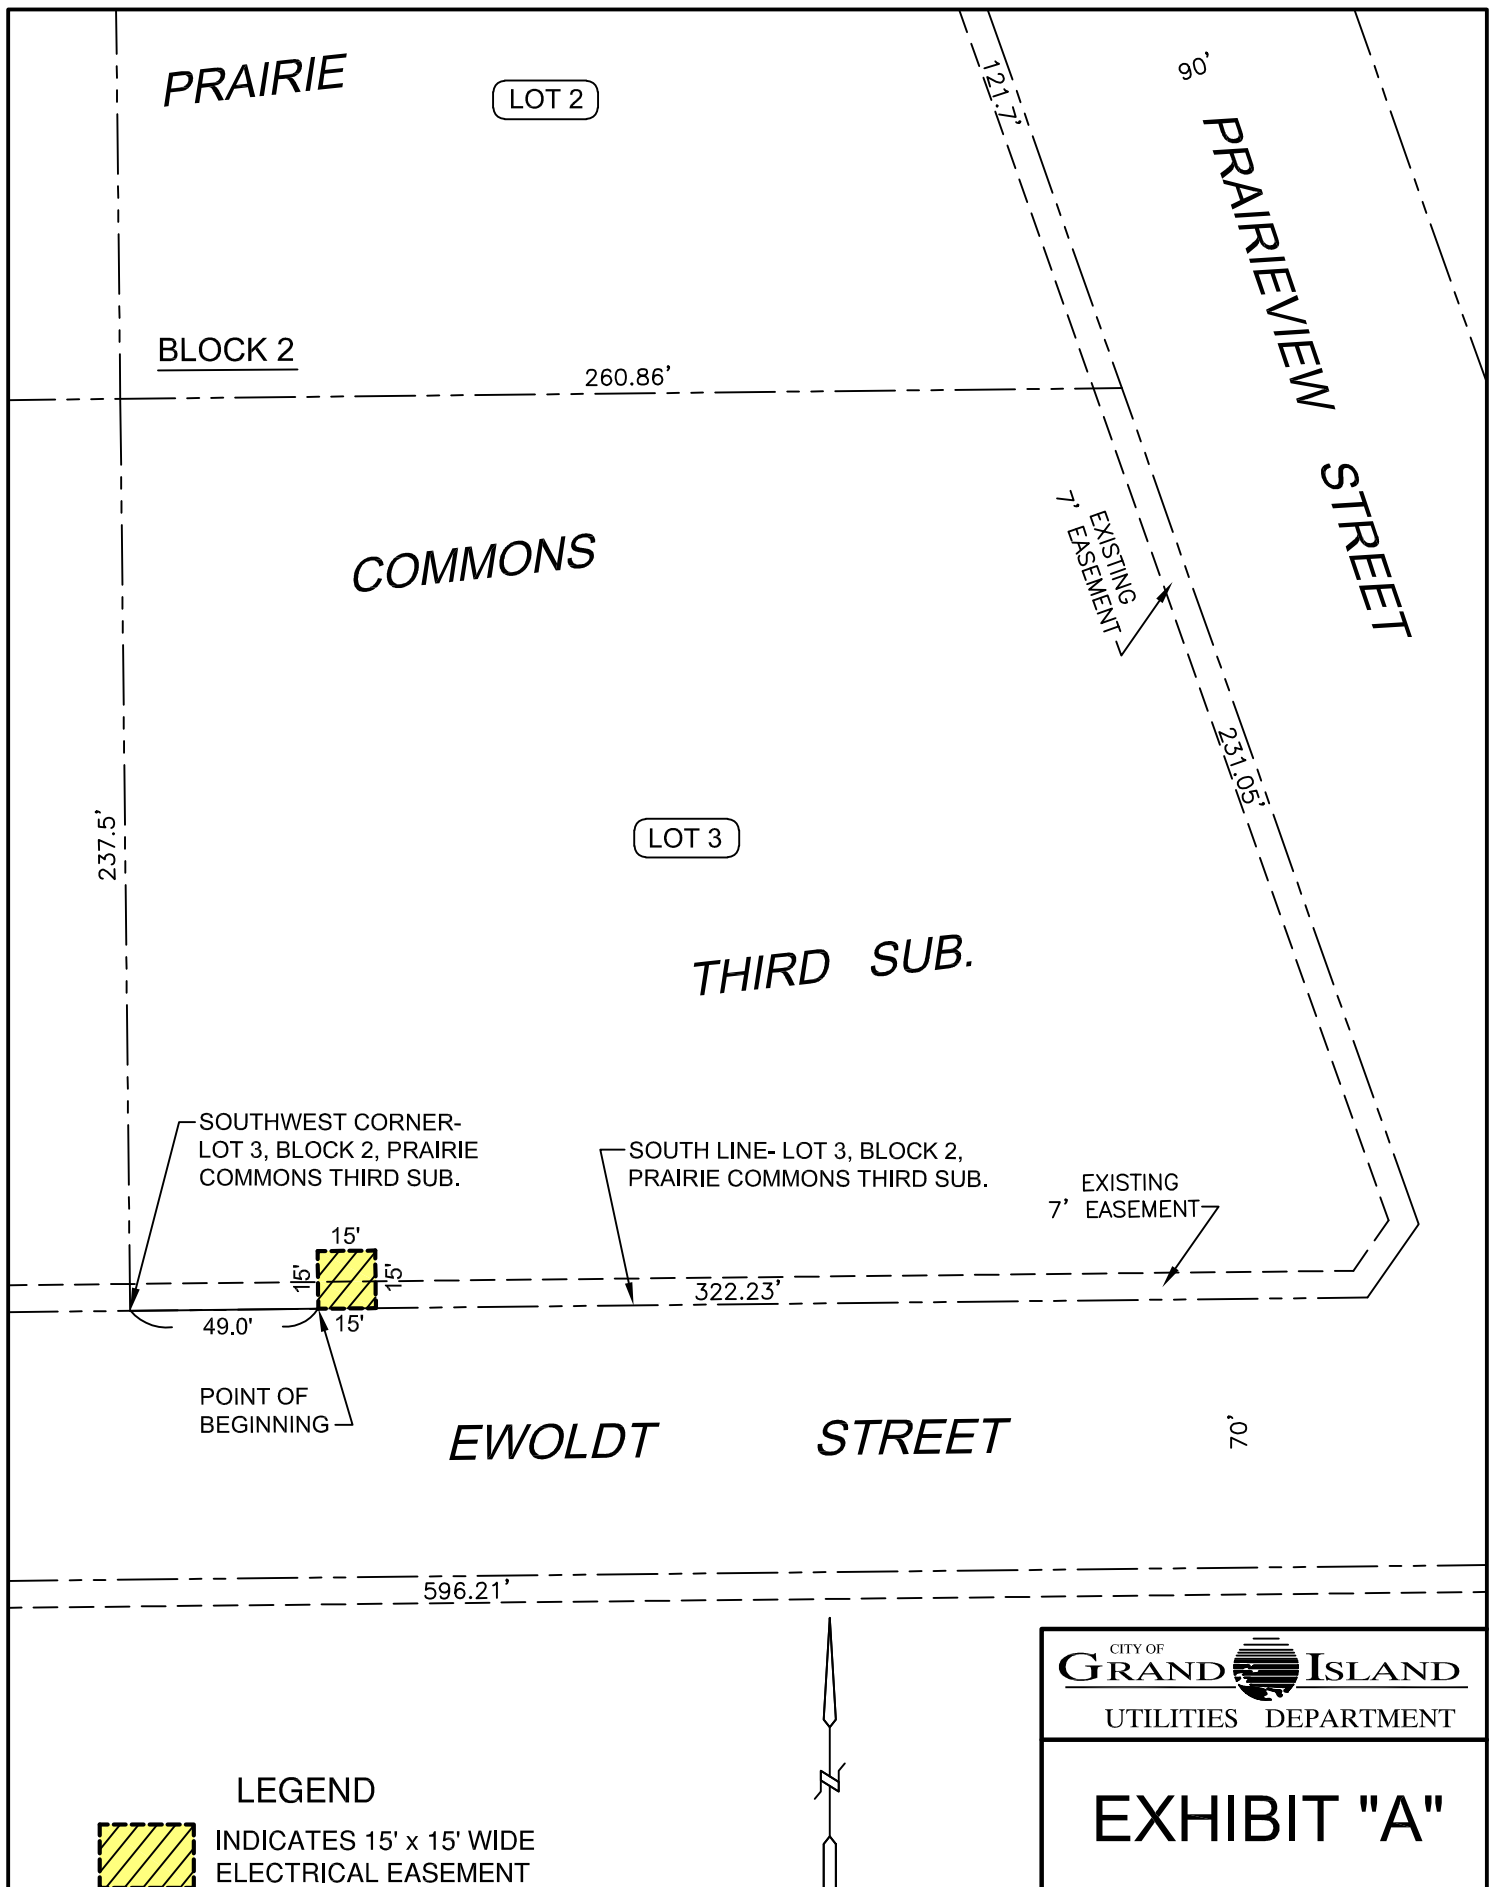 PRAIRIE
LOT 2
121.7'
90'
PRAIRIEVIEW STREET
BLOCK 2
260.86'
EXISTING
7' EASEMENT
COMMONS
231.05'
237.5'
LOT 3
THIRD SUB.
SOUTHWEST CORNER-
LOT 3, BLOCK 2, PRAIRIE
COMMONS THIRD SUB.
SOUTH LINE- LOT 3, BLOCK 2,
PRAIRIE COMMONS THIRD SUB.
EXISTING
7' EASEMENT
15'
15'
15'
322.23'
49.0'
15'
POINT OF
BEGINNING
EWOLDT STREET
70'
596.21'
CITY OF
GRAND ISLAND
UTILITIES DEPARTMENT
N
LEGEND
INDICATES 15' x 15' WIDE
ELECTRICAL EASEMENT
EXHIBIT "A"